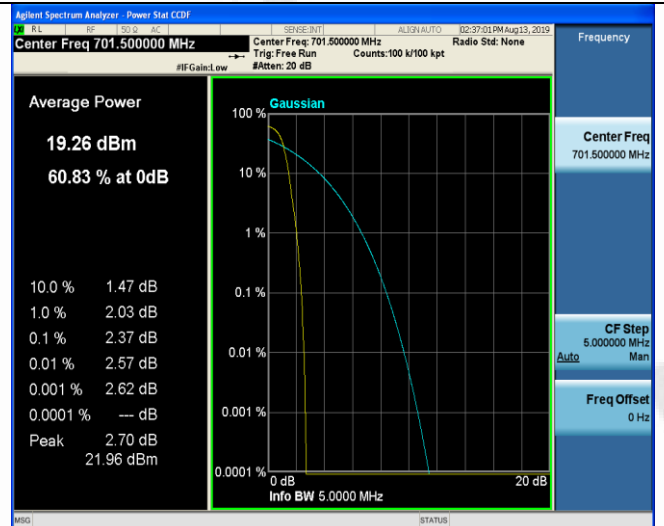 Agilent Spectrum Analyzer - Power Stat CCDF
RL RF 50 Ω AC SENSE:INT ALIGN AUTO 02:37:01 PM Aug 13, 2019
Center Freq 701.500000 MHz
Center Freq: 701.500000 MHz Radio Std: None
Trig: Free Run Counts:100 k/100 kpt
#IFGain:Low #Atten: 20 dB
Frequency
Average Power
19.26 dBm
60.83 % at 0dB
10.0 % 1.47 dB
1.0 % 2.03 dB
0.1 % 2.37 dB
0.01 % 2.57 dB
0.001 % 2.62 dB
0.0001 % --- dB
Peak 2.70 dB
21.96 dBm
Gaussian
100 %
10 %
1 %
0.1 %
0.01 %
0.001 %
0.0001 %
0 dB 20 dB
Info BW 5.0000 MHz
Center Freq
701.500000 MHz
CF Step
5.000000 MHz
Auto Man
Freq Offset
0 Hz
MSG STATUS